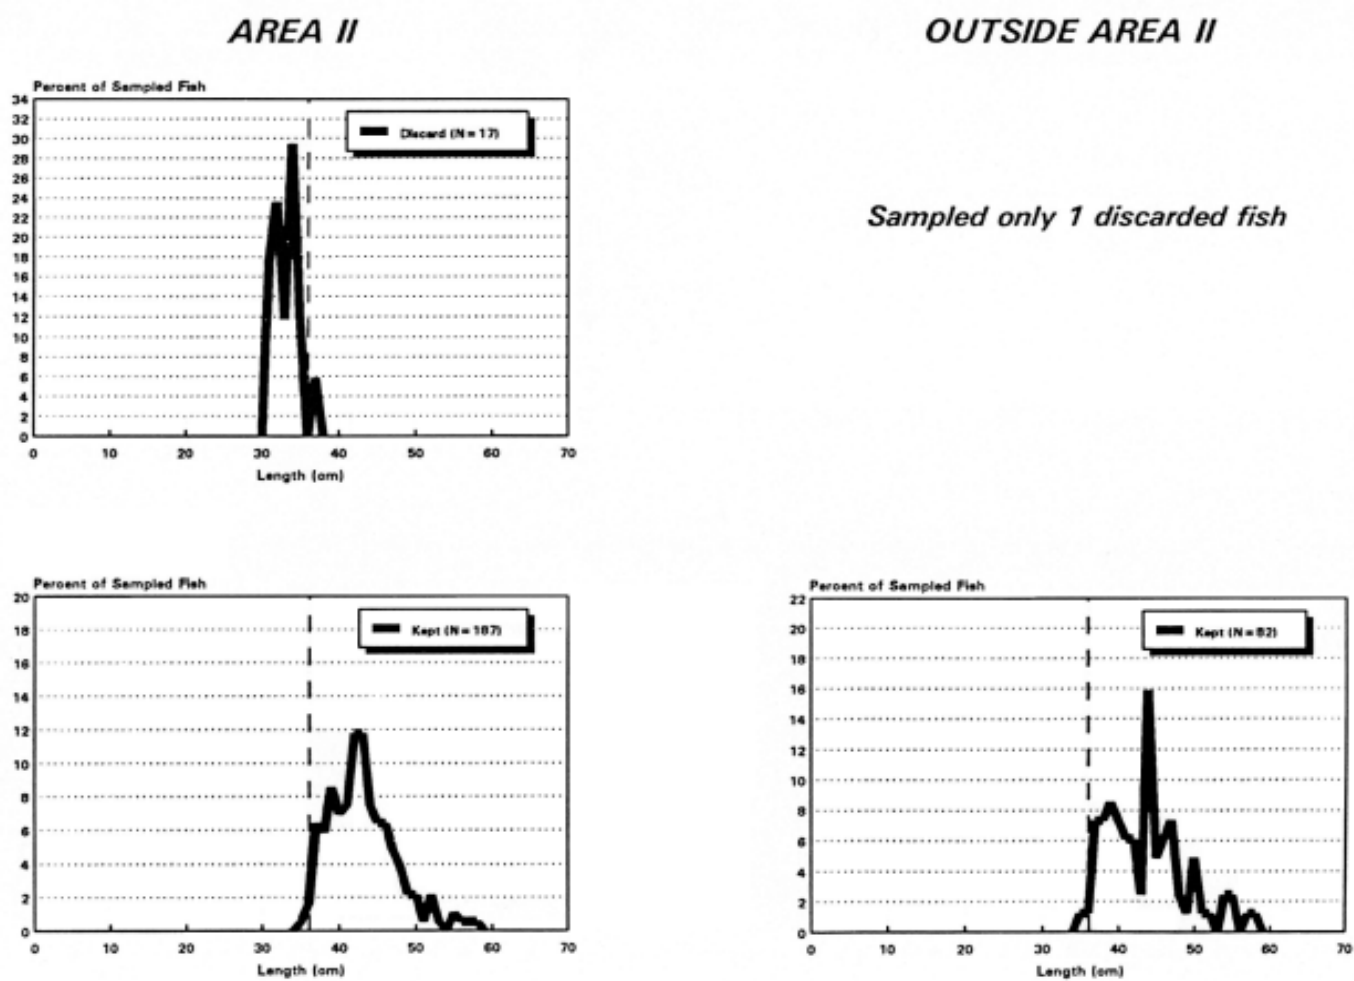 AREA II
OUTSIDE AREA II
Percent of Sampled Fish
34
32
30
28
26
24
22
20
18
16
14
12
10
8
6
4
2
0
Discard (N = 17)
0 10 20 30 40 50 60 70
Length (cm)
Sampled only 1 discarded fish
Percent of Sampled Fish
20
18
16
14
12
10
8
6
4
2
0
Kept (N = 187)
0 10 20 30 40 50 60 70
Length (cm)
Percent of Sampled Fish
22
20
18
16
14
12
10
8
6
4
2
0
Kept (N = 82)
0 10 20 30 40 50 60 70
Length (cm)